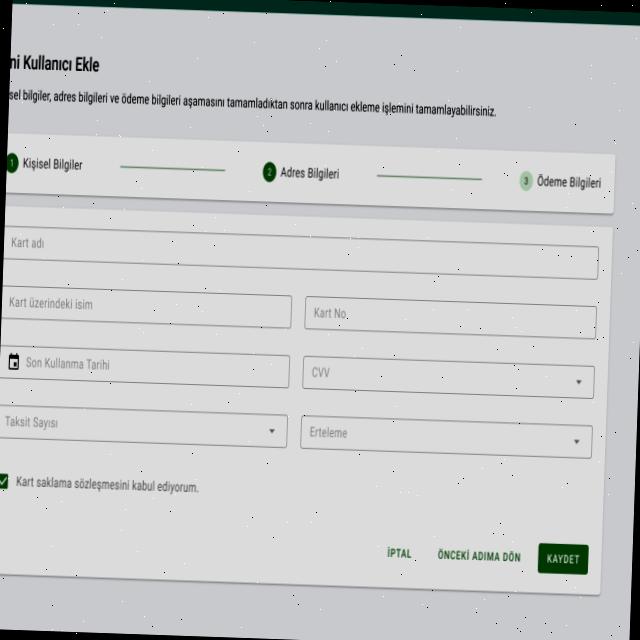 ni Kullanıcı Ekle
sel bilgiler, adres bilgileri ve ödeme bilgileri aşamasını tamamladıktan sonra kullanıcı ekleme işlemini tamamlayabilirsiniz.
1 Kişisel Bilgiler 2 Adres Bilgileri 3 Ödeme Bilgileri
Kart adı
Kart üzerindeki isim Kart No
Son Kullanma Tarihi CVV
Taksit Sayısı Erteleme
Kart saklama sözleşmesini kabul ediyorum.
İPTAL ÖNCEKİ ADIMA DÖN KAYDET